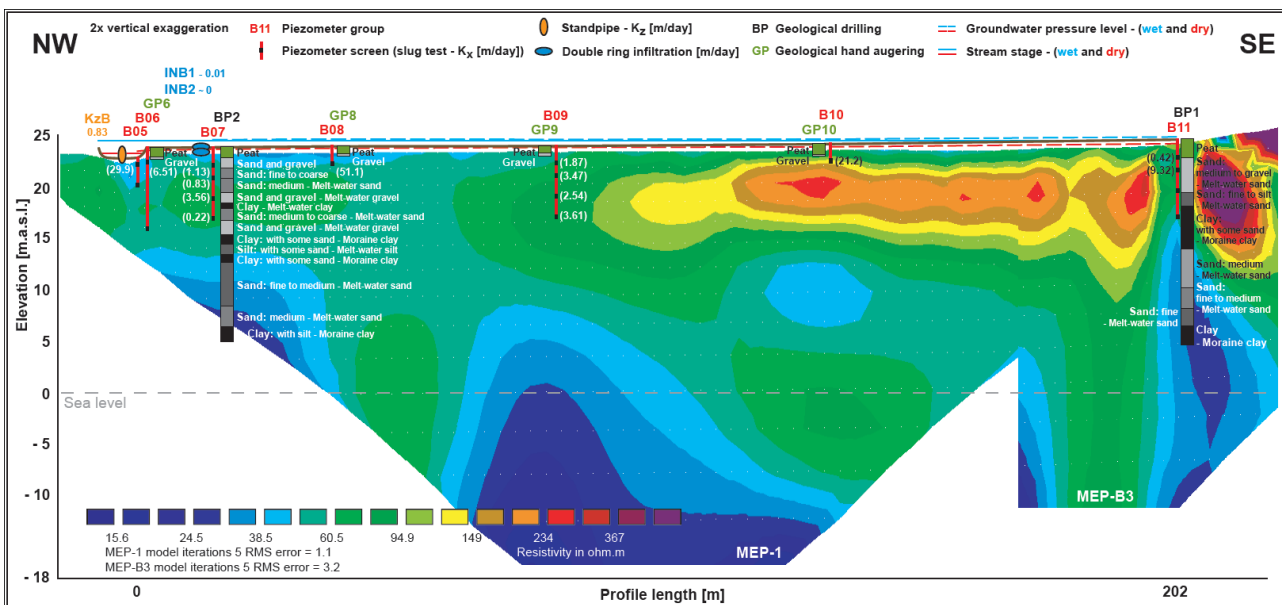 NW
2x vertical exaggeration
B11 Piezometer group
Standpipe - Kz [m/day]
BP Geological drilling
Groundwater pressure level - (wet and dry)
SE
Piezometer screen (slug test - Kx [m/day])
Double ring infiltration [m/day]
GP Geological hand augering
Stream stage - (wet and dry)
INB1 - 0.01
INB2 ~ 0
KzB
0.83
B05
B06
GP6
B07
BP2
B08
GP8
B09
GP9
B10
GP10
BP1
B11
Peat
Gravel
(29.9)
(6.51)
(1.13)
(0.83)
(3.56)
(0.22)
Peat
Sand and gravel
Sand: fine to coarse
Sand: medium - Melt-water sand
Sand and gravel - Melt-water gravel
Clay - Melt-water clay
Sand: medium to coarse - Melt-water sand
Sand and gravel - Melt-water gravel
Clay: with some sand - Moraine clay
Silt: with some sand - Melt-water silt
Clay: with some sand - Moraine clay
Sand: fine to medium - Melt-water sand
Sand: medium - Melt-water sand
Clay: with silt - Moraine clay
Peat
Gravel
(51.1)
Peat
Gravel
(1.87)
(3.47)
(2.54)
(3.61)
Peat
Gravel
(21.2)
(0.42)
(9.32)
Peat
Sand:
medium to gravel
- Melt-water sand
Sand: fine to silt
- Melt-water sand
Clay:
with some sand
- Moraine clay
Sand: medium
- Melt-water sand
Sand:
fine to medium
- Melt-water sand
Sand: fine
- Melt-water sand
Clay
- Moraine clay
Elevation [m.a.s.l.]
25
20
15
10
5
0
- 5
- 10
- 18
Sea level
MEP-1
MEP-B3
15.6
24.5
38.5
60.5
94.9
149
234
367
MEP-1 model iterations 5 RMS error = 1.1
Resistivity in ohm.m
MEP-B3 model iterations 5 RMS error = 3.2
0
Profile length [m]
202